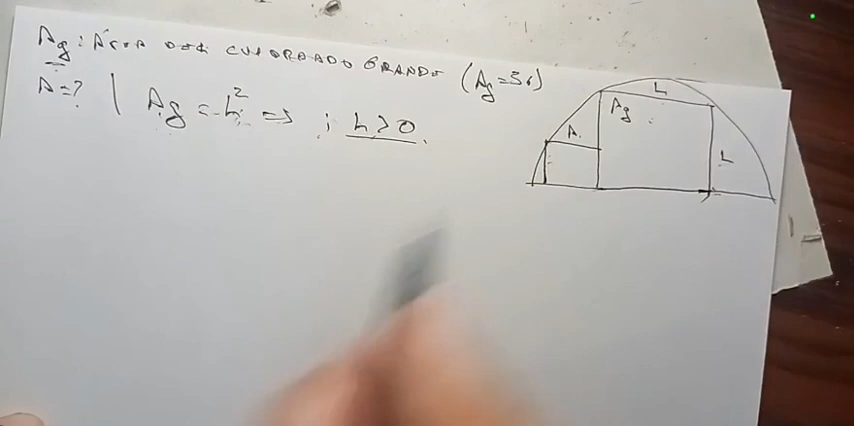 Ag: Área del cuadrado grande (Ag=36)
A=? | Ag = L² => ; L>0.
L
A
Ag
L